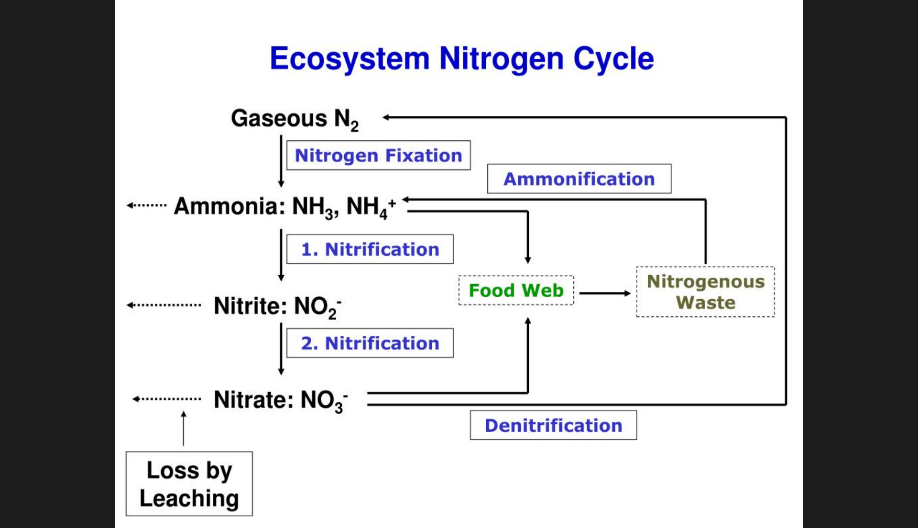 Ecosystem Nitrogen Cycle
Gaseous N₂
Nitrogen Fixation
Ammonification
Ammonia: NH₃, NH₄⁺
1. Nitrification
Food Web
Nitrogenous
Waste
Nitrite: NO₂⁻
2. Nitrification
Nitrate: NO₃⁻
Denitrification
Loss by
Leaching